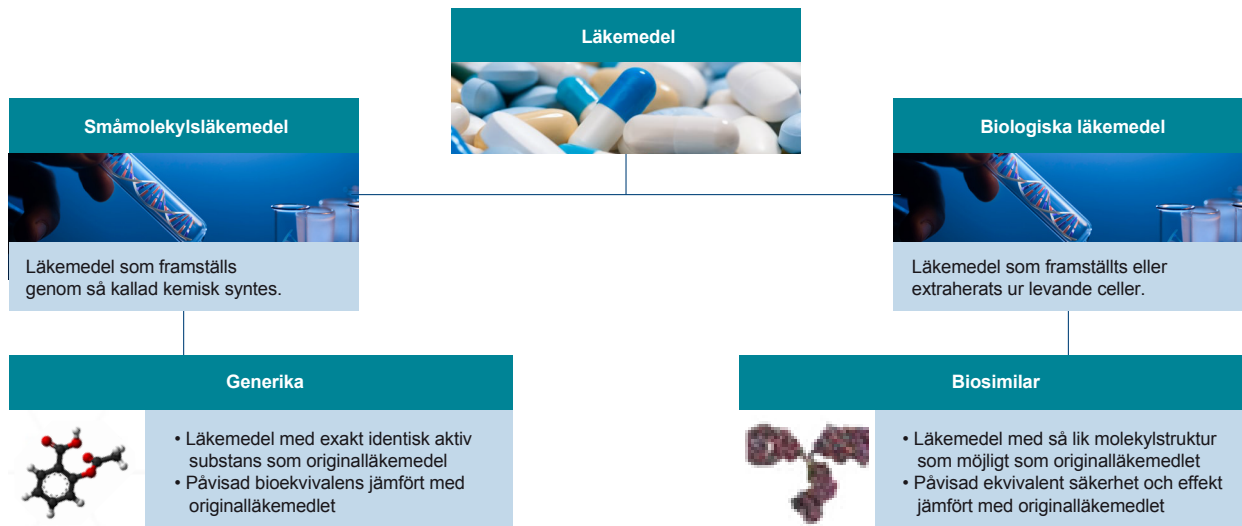 Läkemedel
Småmolekylsläkemedel
Biologiska läkemedel
Läkemedel som framställs
genom så kallad kemisk syntes.
Läkemedel som framställts eller
extraherats ur levande celler.
Generika
Biosimilar
• Läkemedel med exakt identisk aktiv
substans som originalläkemedel
• Påvisad bioekvivalens jämfört med
originalläkemedlet
• Läkemedel med så lik molekylstruktur
som möjligt som originalläkemedlet
• Påvisad ekvivalent säkerhet och effekt
jämfört med originalläkemedlet